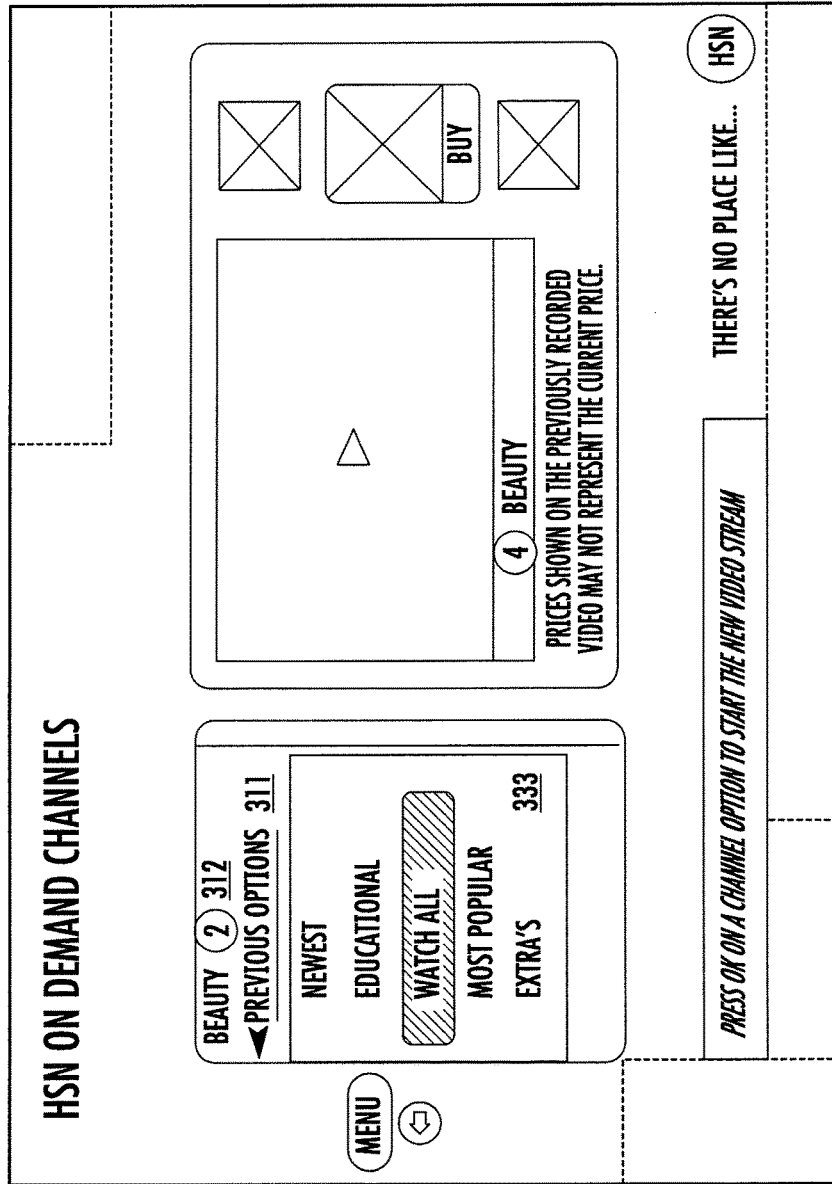 HSN ON DEMAND CHANNELS
MENU
BEAUTY 2 312
PREVIOUS OPTIONS 311
NEWEST
EDUCATIONAL
WATCH ALL
MOST POPULAR
EXTRA'S 333
4 BEAUTY
PRICES SHOWN ON THE PREVIOUSLY RECORDED
VIDEO MAY NOT REPRESENT THE CURRENT PRICE.
BUY
PRESS OK ON A CHANNEL OPTION TO START THE NEW VIDEO STREAM
THERE'S NO PLACE LIKE... HSN